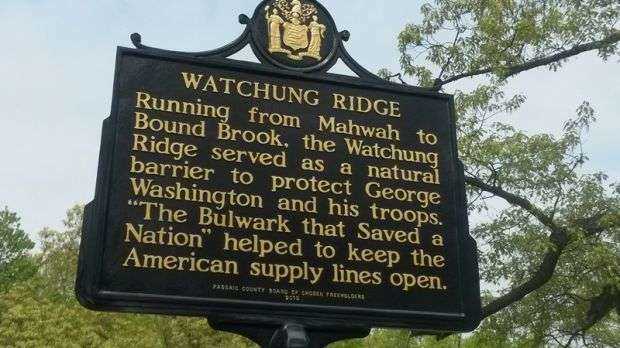 WATCHUNG RIDGE
Running from Mahwah to
Bound Brook, the Watchung
Ridge served as a natural
barrier to protect George
Washington and his troops.
"The Bulwark that Saved a
Nation" helped to keep the
American supply lines open.
PASSAIC COUNTY BOARD OF CHOSEN FREEHOLDERS